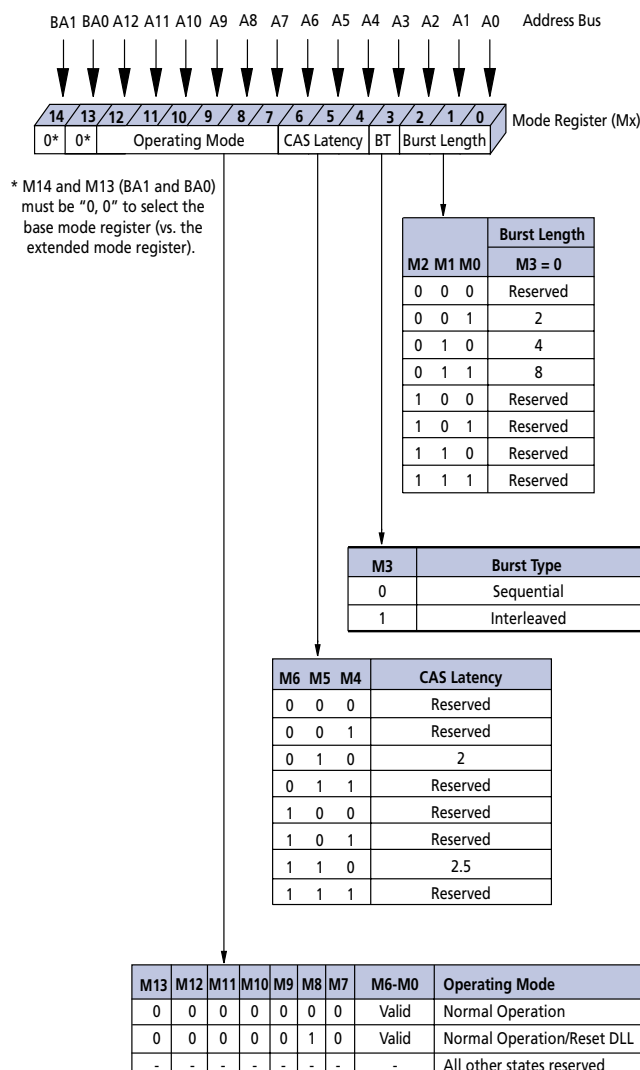 BA1 BA0 A12 A11 A10 A9 A8 A7 A6 A5 A4 A3 A2 A1 A0 Address Bus
14 13 12 11 10 9 8 7 6 5 4 3 2 1 0 Mode Register (Mx)
0* 0* Operating Mode CAS Latency BT Burst Length
* M14 and M13 (BA1 and BA0)
must be “0, 0” to select the
base mode register (vs. the
extended mode register).
Burst Length
M2 M1 M0 M3 = 0
0 0 0 Reserved
0 0 1 2
0 1 0 4
0 1 1 8
1 0 0 Reserved
1 0 1 Reserved
1 1 0 Reserved
1 1 1 Reserved
M3 Burst Type
0 Sequential
1 Interleaved
M6 M5 M4 CAS Latency
0 0 0 Reserved
0 0 1 Reserved
0 1 0 2
0 1 1 Reserved
1 0 0 Reserved
1 0 1 Reserved
1 1 0 2.5
1 1 1 Reserved
M13 M12 M11 M10 M9 M8 M7 M6-M0 Operating Mode
0 0 0 0 0 0 0 Valid Normal Operation
0 0 0 0 0 1 0 Valid Normal Operation/Reset DLL
- - - - - - - - All other states reserved